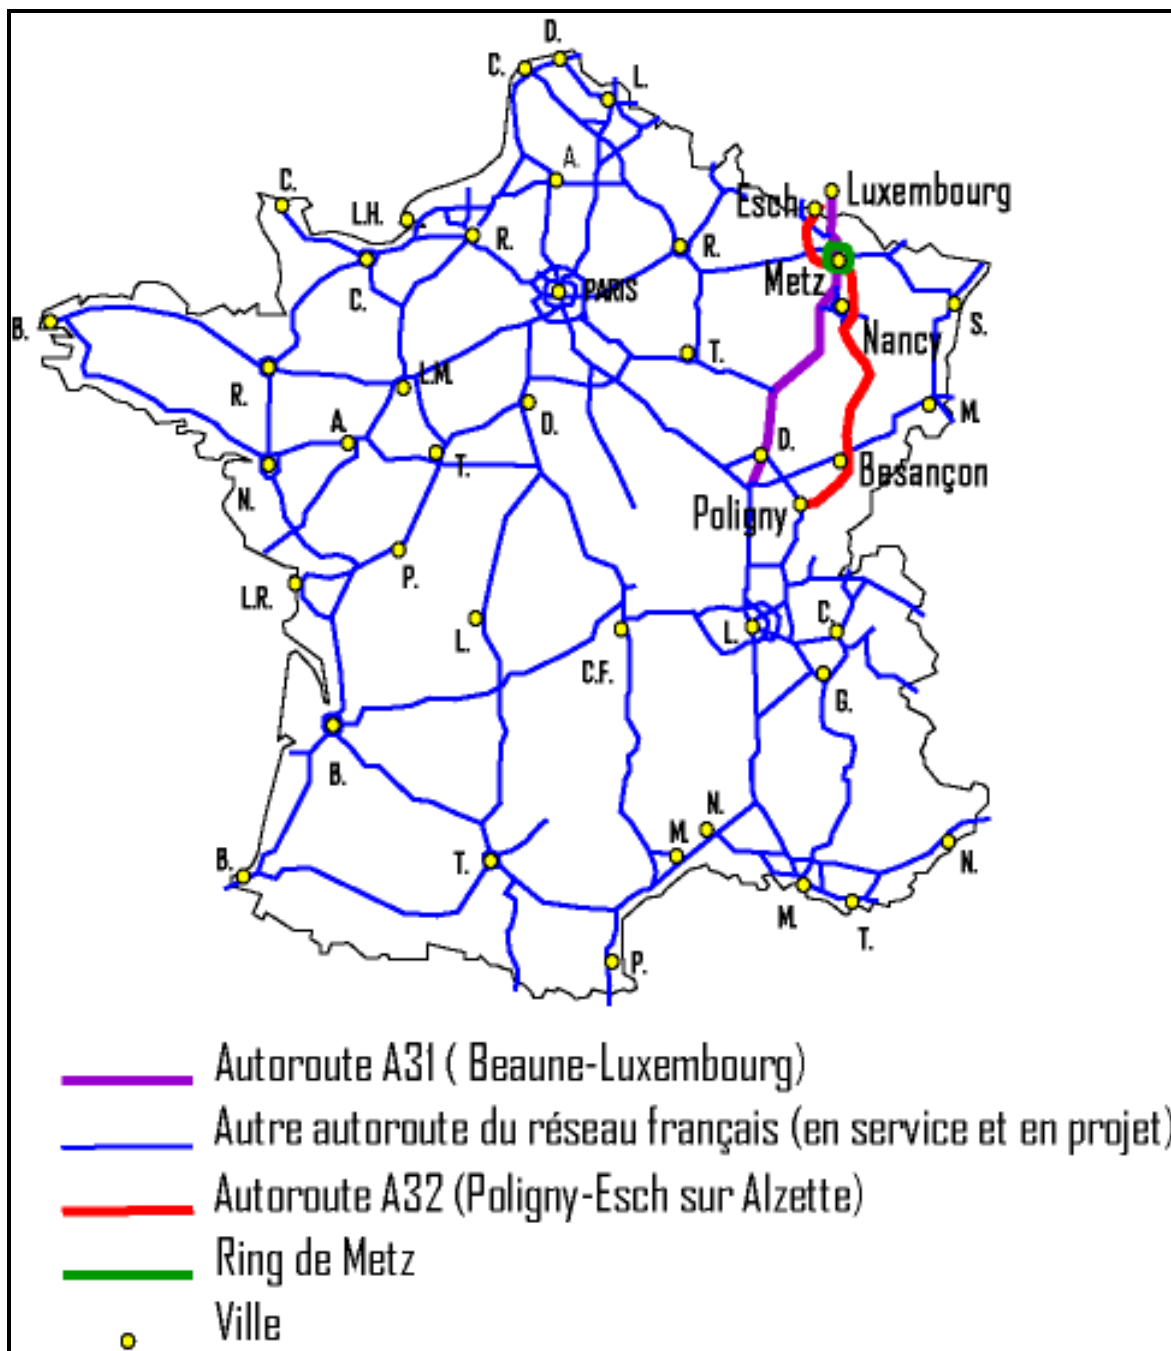 D.
C.
L.
A.
C.
Esch
Luxembourg
L.H.
R.
R.
C.
Metz
PARIS
B.
Nancy
S.
T.
R.
L.M.
A.
D.
M.
T.
D.
N.
Besançon
Poligny
P.
L.R.
L.
L.
C.
C.F.
G.
B.
N.
M.
N.
B.
T.
M.
T.
P.
Autoroute A31 ( Beaune-Luxembourg)
Autre autoroute du réseau français (en service et en projet)
Autoroute A32 (Poligny-Esch sur Alzette)
Ring de Metz
Ville